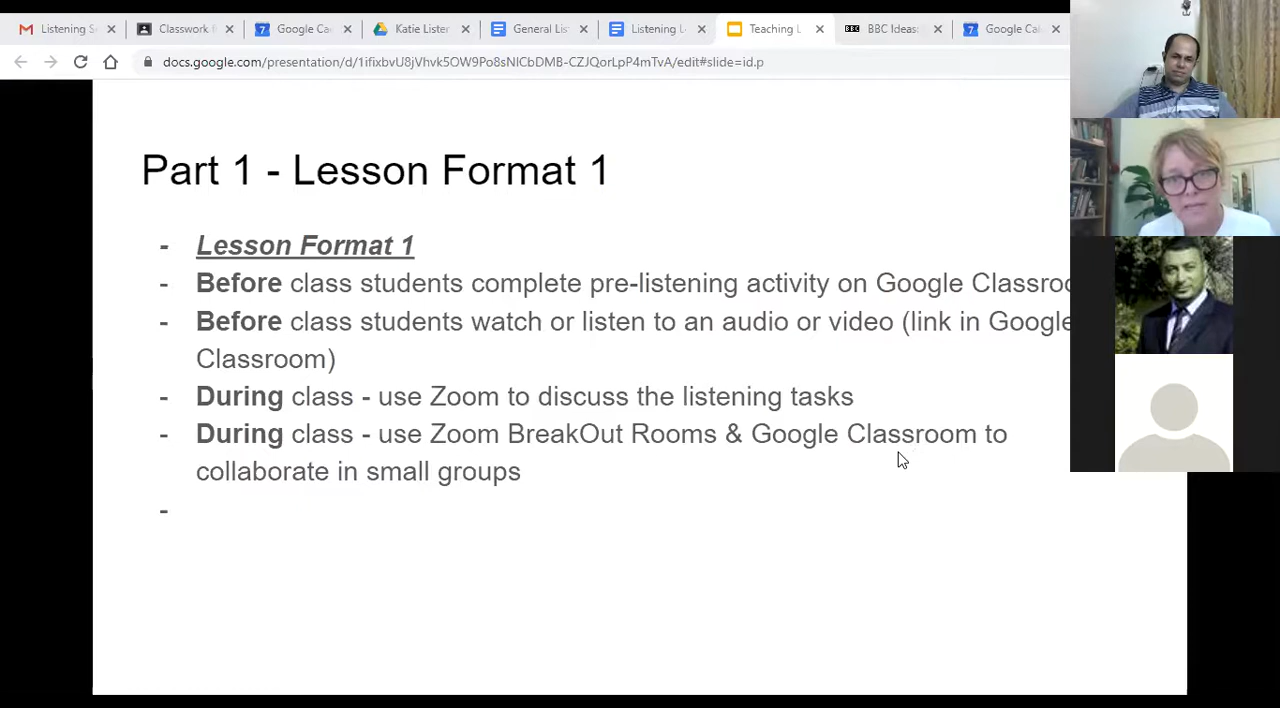 Listening S
Classwork f
Google Ca
Katie Lister
General Lis
Listening L
Teaching L
BBC
BBC Ideas
Google Cal
docs.google.com/presentation/d/1ifixbvU8jVhvk5OW9Yo8sNICbDMB-CZJQorLpP4mTvA/edit#slide=id.p
Part 1 - Lesson Format 1
- Lesson Format 1
- Before class students complete pre-listening activity on Google Classroo
- Before class students watch or listen to an audio or video (link in Google
Classroom)
- During class - use Zoom to discuss the listening tasks
- During class - use Zoom BreakOut Rooms & Google Classroom to
collaborate in small groups
-